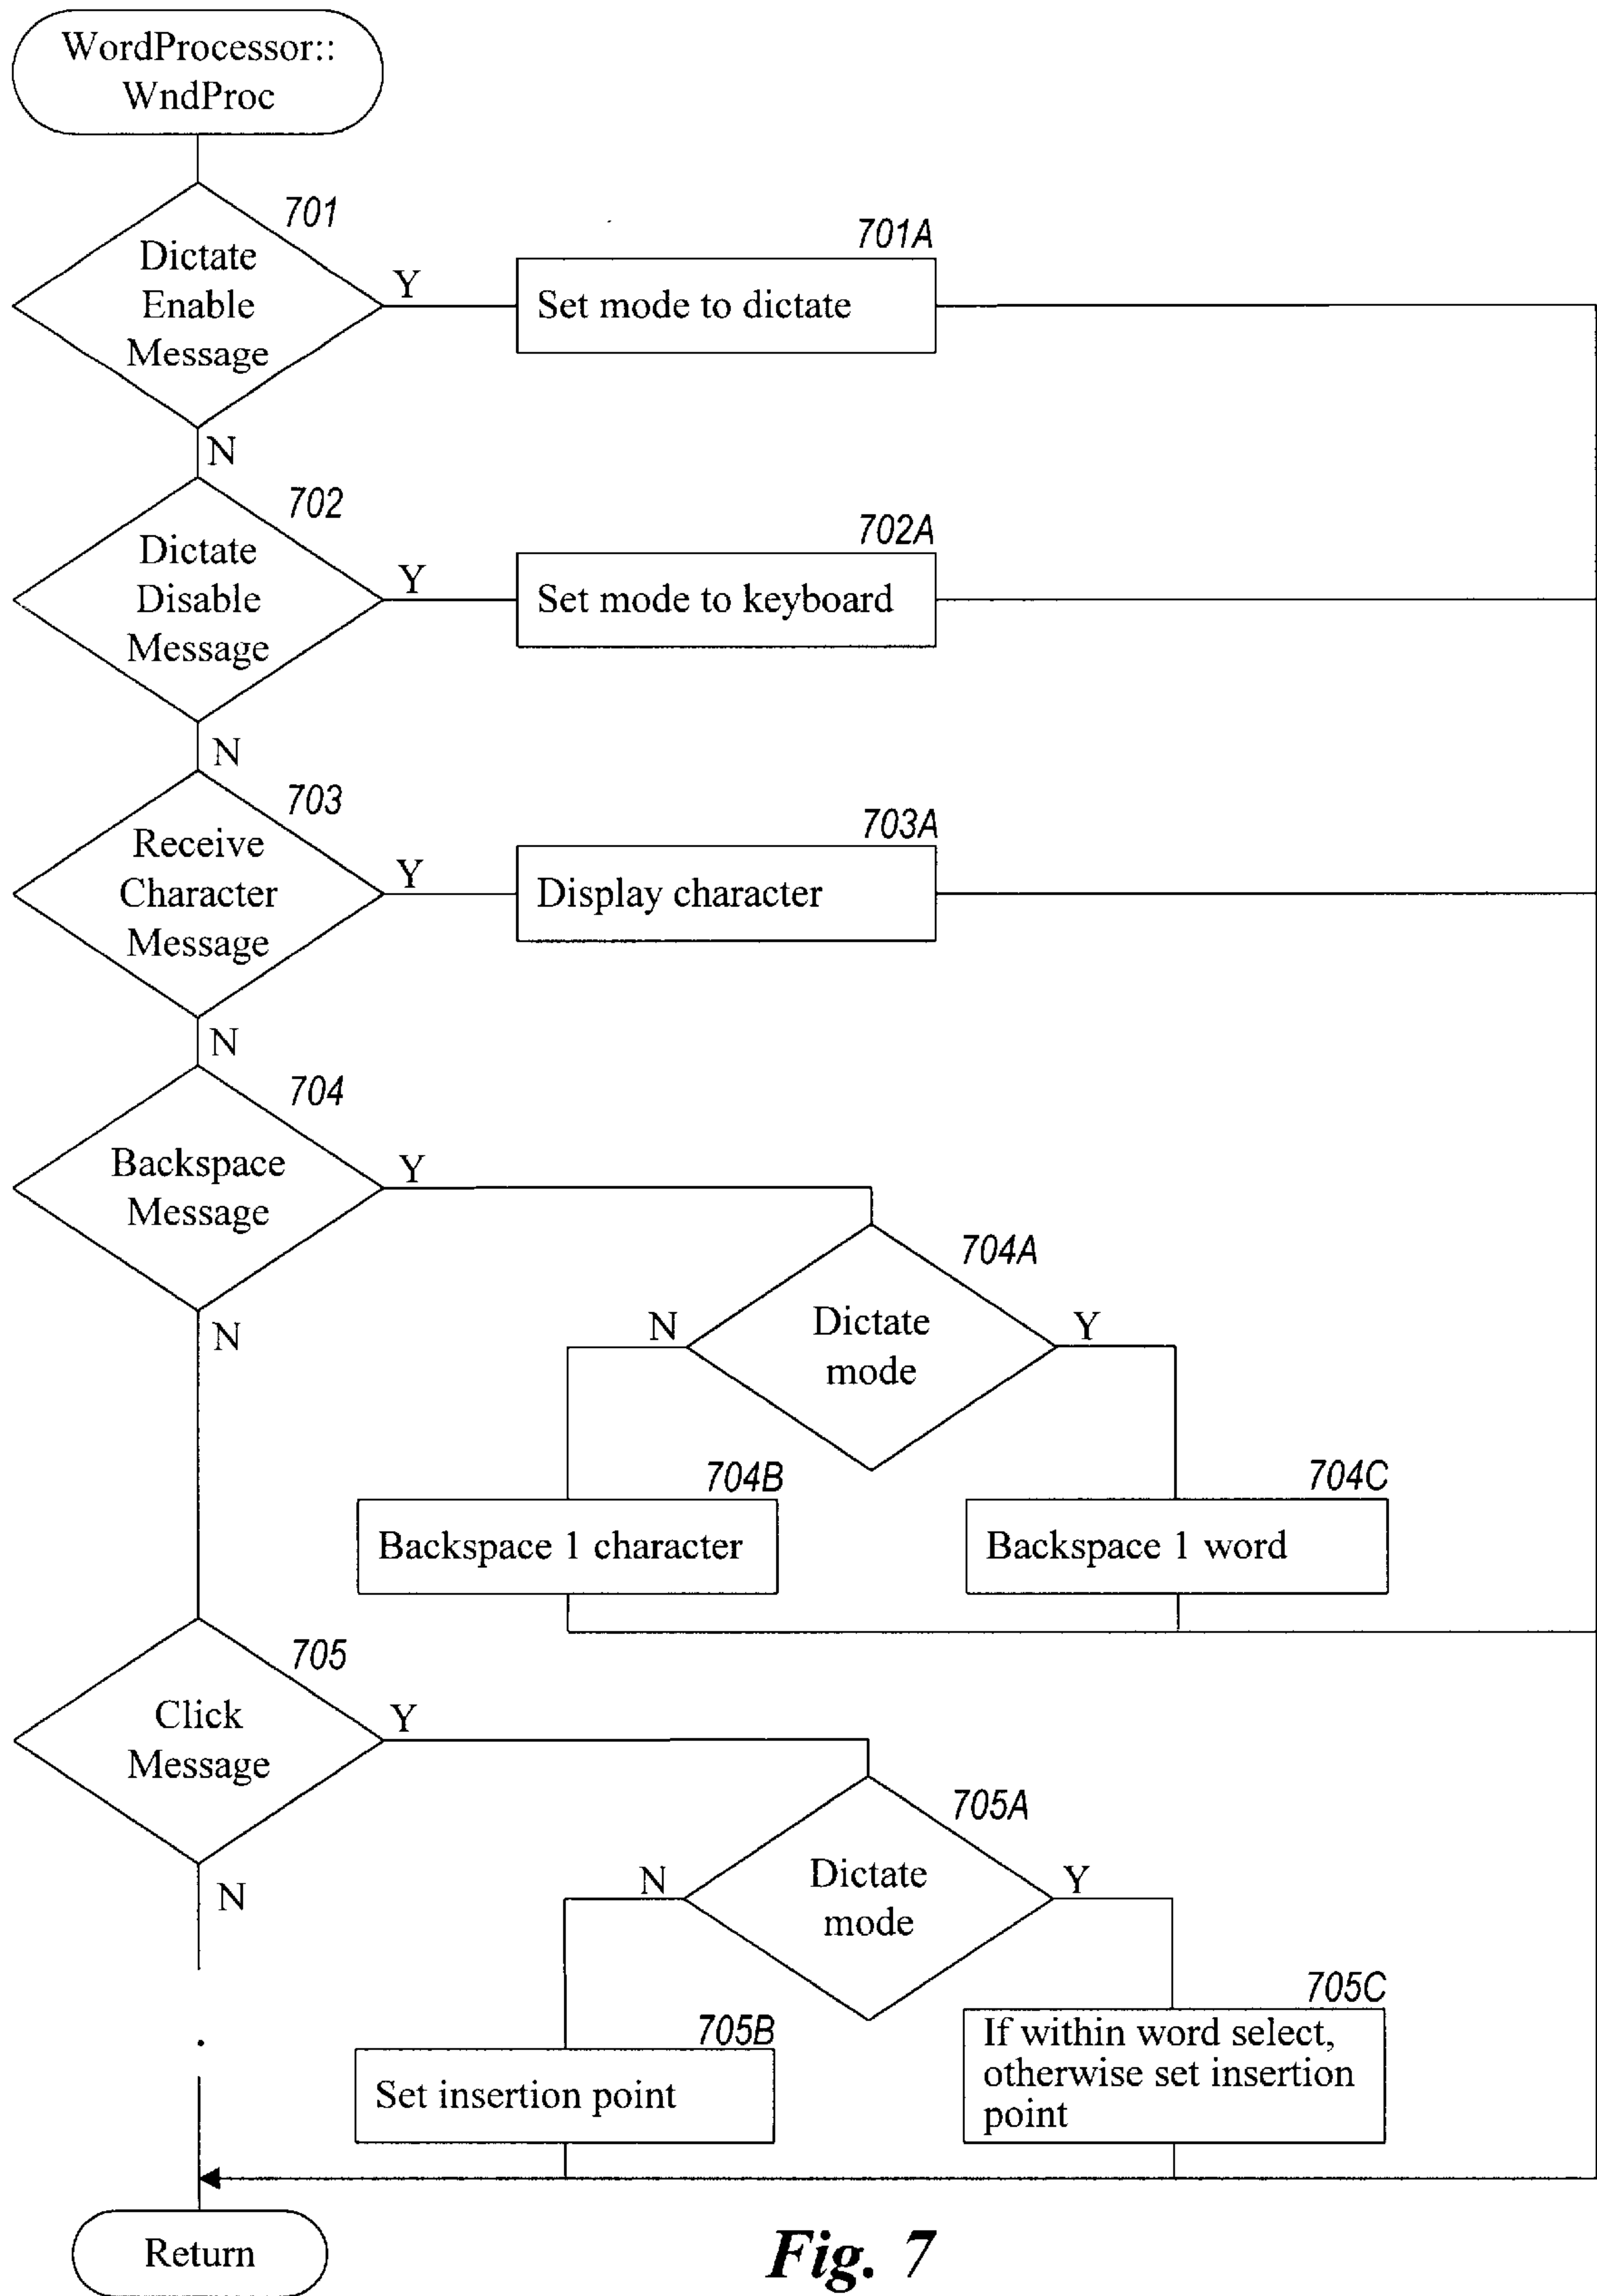 WordProcessor::
WndProc
701
Dictate
Enable
Message
Y
701A
Set mode to dictate
N
702
Dictate
Disable
Message
Y
702A
Set mode to keyboard
N
703
Receive
Character
Message
Y
703A
Display character
N
704
Backspace
Message
Y
704A
Dictate
mode
N
Y
N
704B
Backspace 1 character
704C
Backspace 1 word
705
Click
Message
Y
705A
Dictate
mode
N
Y
N
705B
Set insertion point
705C
If within word select,
otherwise set insertion
point
Return
Fig. 7